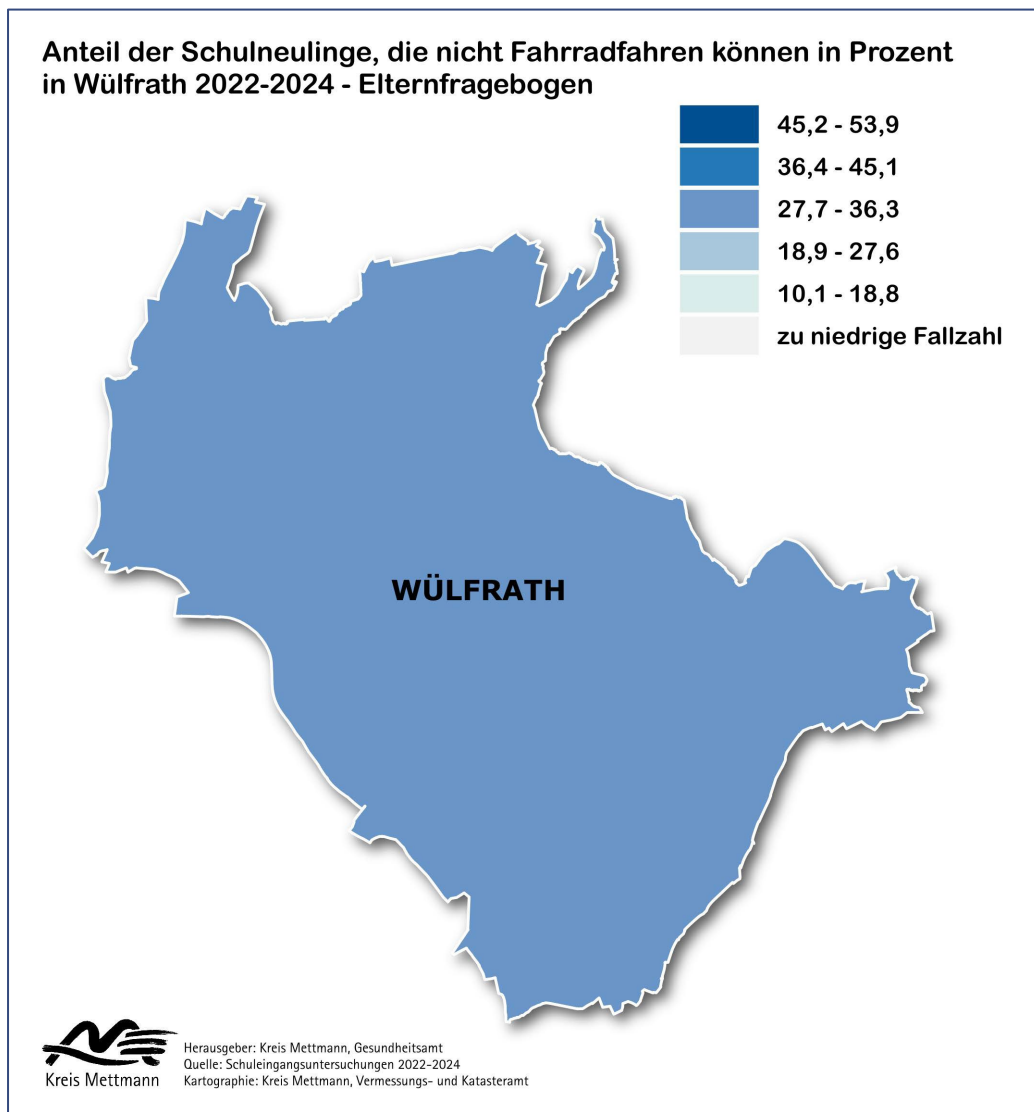 Anteil der Schulneulinge, die nicht Fahrradfahren können in Prozent
in Wülfrath 2022-2024 - Elternfragebogen
45,2 - 53,9
36,4 - 45,1
27,7 - 36,3
18,9 - 27,6
10,1 - 18,8
zu niedrige Fallzahl
WÜLFRATH
Kreis Mettmann
Herausgeber: Kreis Mettmann, Gesundheitsamt
Quelle: Schuleingangsuntersuchungen 2022-2024
Kartographie: Kreis Mettmann, Vermessungs- und Katasteramt